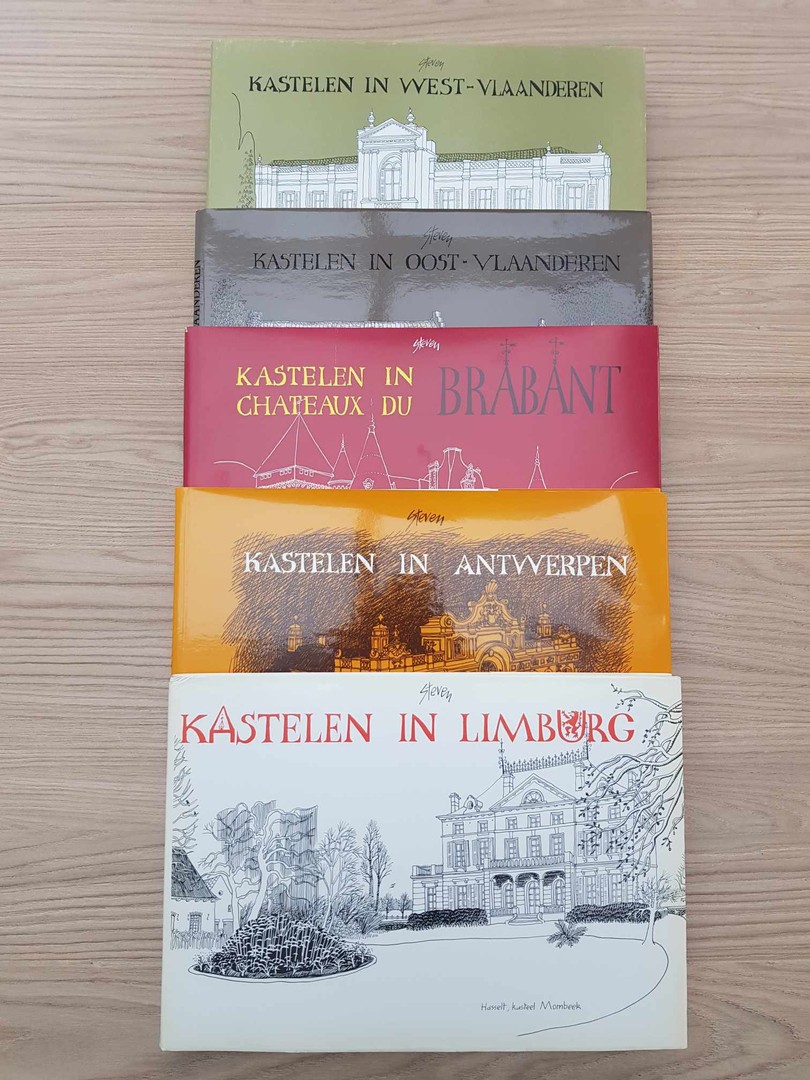 Steven
KASTELEN IN WEST-VLAANDEREN
Steven
KASTELEN IN OOST-VLAANDEREN
AANDEREN
Steven
KASTELEN IN
CHATEAUX DU
BRABANT
Steven
KASTELEN IN ANTWERPEN
Steven
KASTELEN IN LIMBURG
Hasselt, kasteel Mombeek